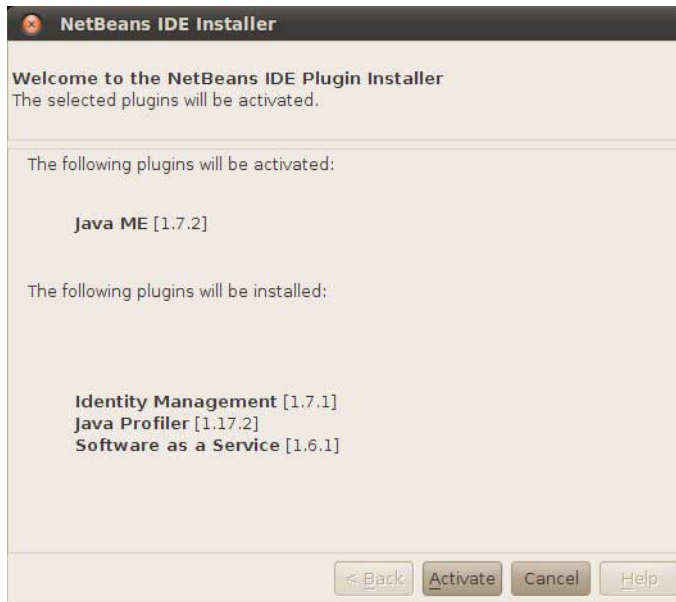 NetBeans IDE Installer
Welcome to the NetBeans IDE Plugin Installer
The selected plugins will be activated.
The following plugins will be activated:
Java ME [1.7.2]
The following plugins will be installed:
Identity Management [1.7.1]
Java Profiler [1.17.2]
Software as a Service [1.6.1]
< Back Activate Cancel Help